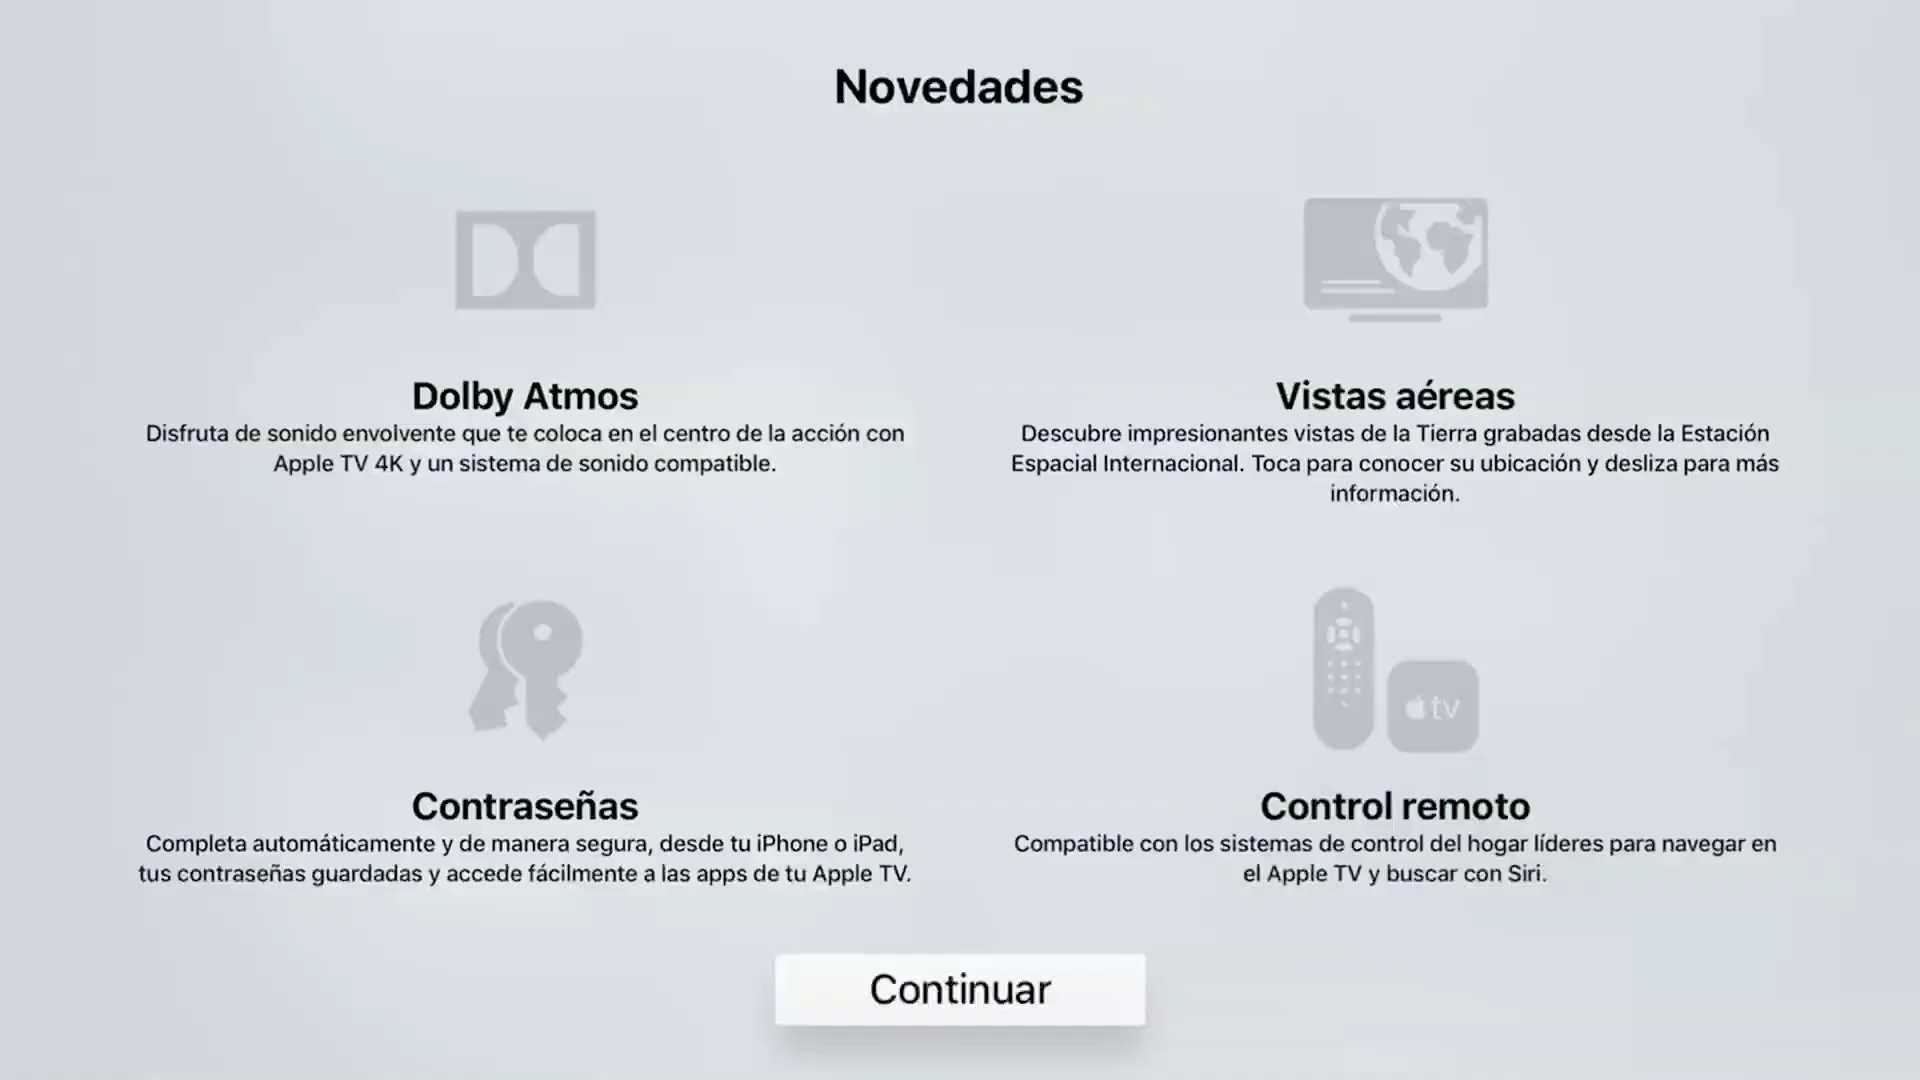 Novedades
Dolby Atmos
Disfruta de sonido envolvente que te coloca en el centro de la acción con
Apple TV 4K y un sistema de sonido compatible.
Vistas aéreas
Descubre impresionantes vistas de la Tierra grabadas desde la Estación
Espacial Internacional. Toca para conocer su ubicación y desliza para más
información.
tv
Contraseñas
Completa automáticamente y de manera segura, desde tu iPhone o iPad,
tus contraseñas guardadas y accede fácilmente a las apps de tu Apple TV.
Control remoto
Compatible con los sistemas de control del hogar líderes para navegar en
el Apple TV y buscar con Siri.
Continuar